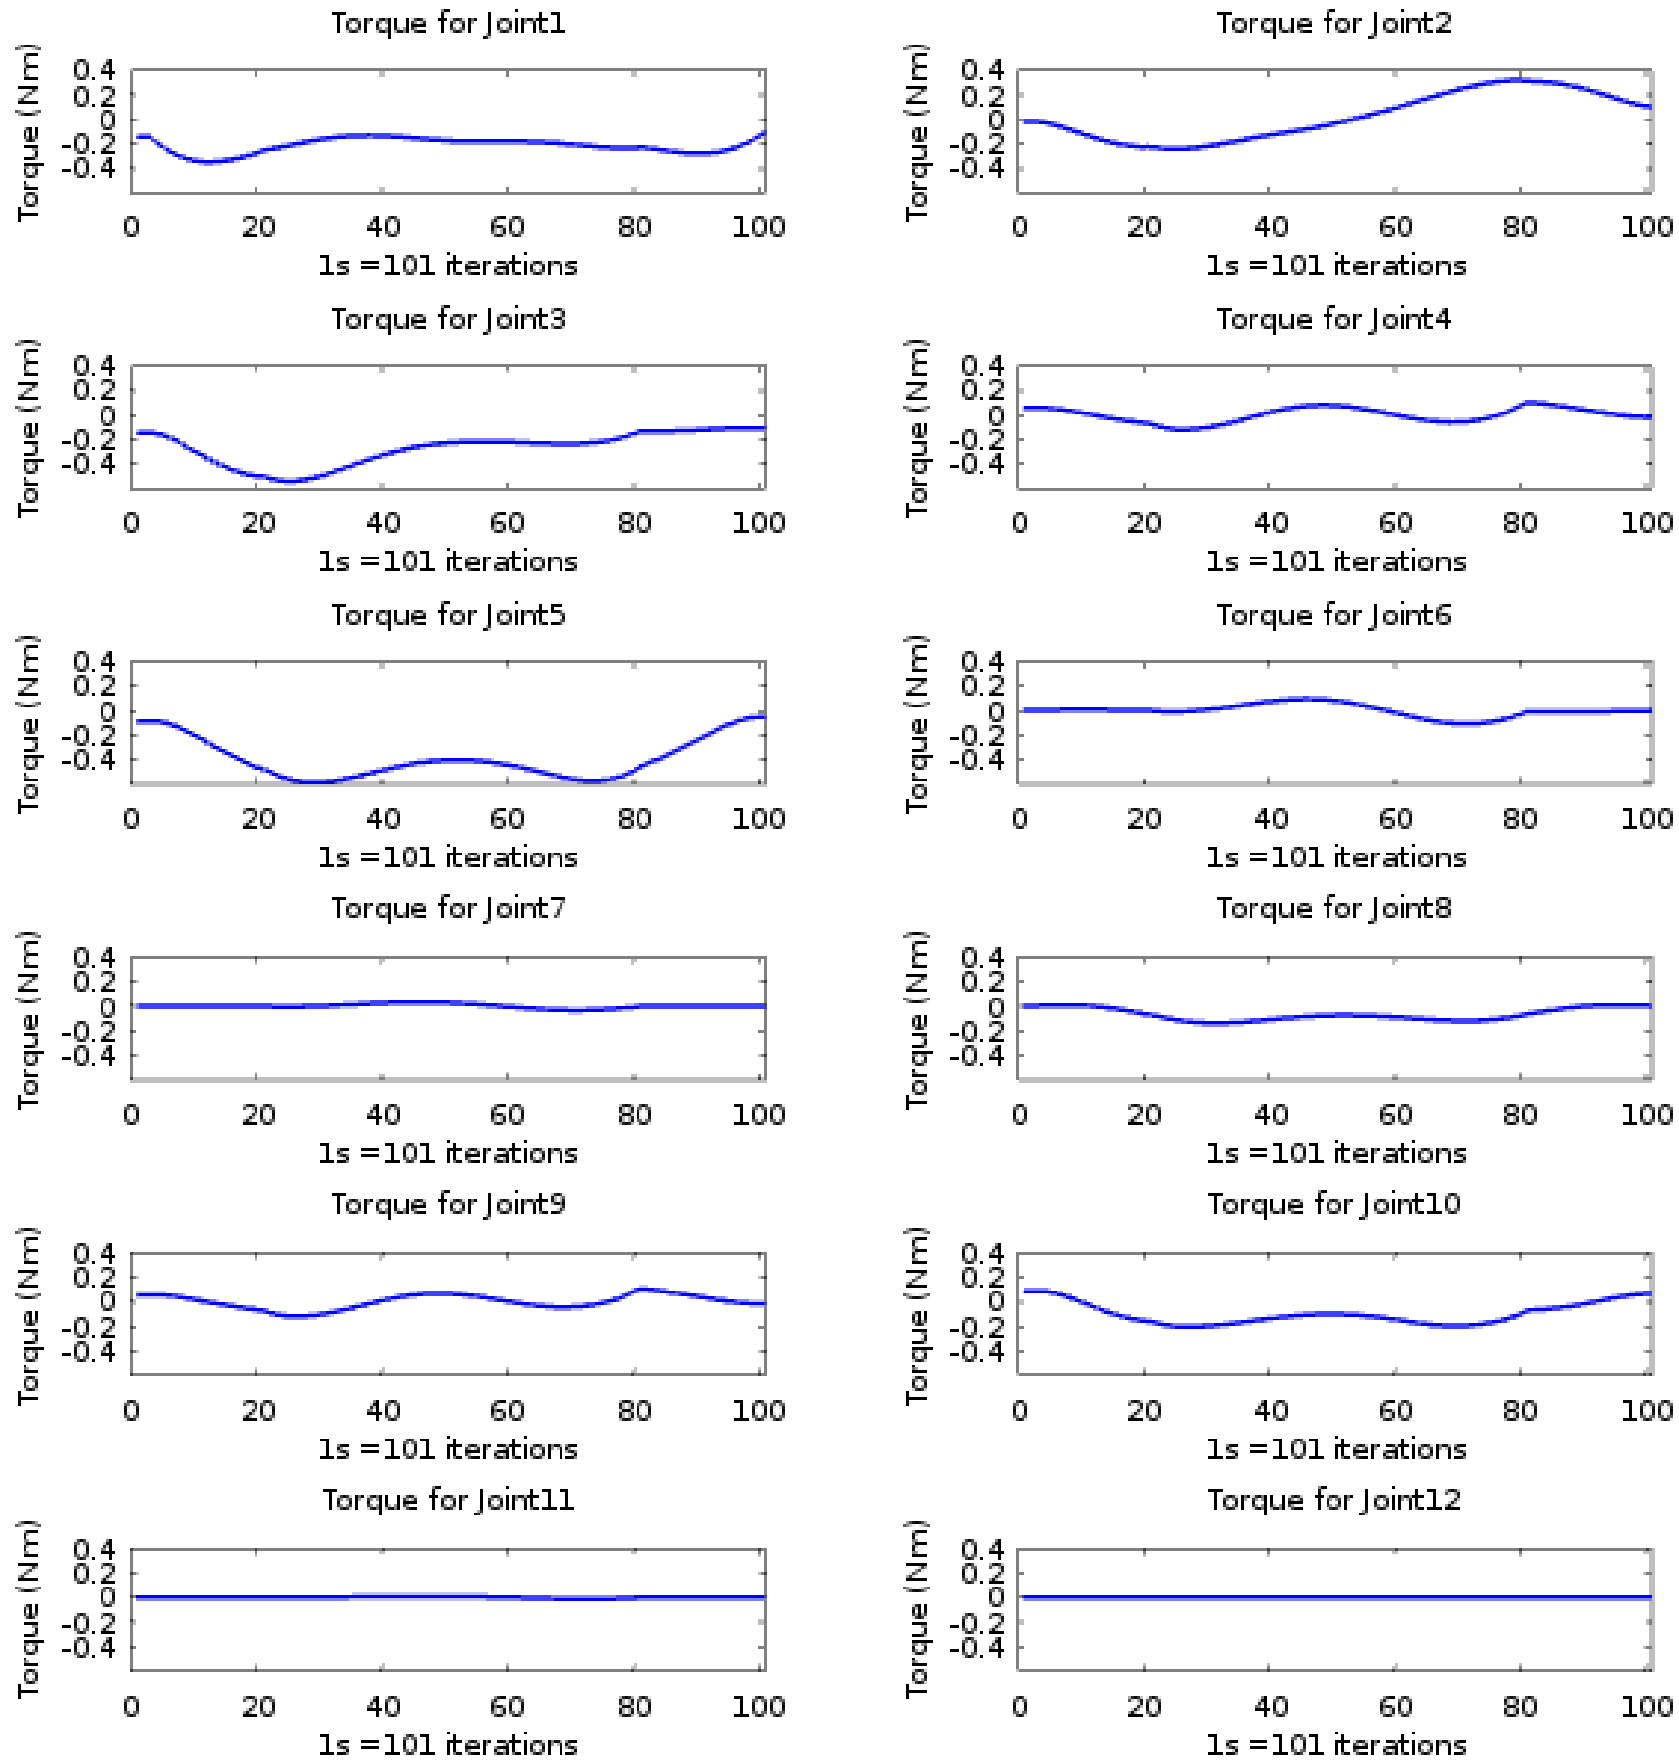 Torque for Joint1
Torque (Nm)
0.4
0.2
0
-0.2
-0.4
0 20 40 60 80 100
1s =101 iterations
Torque for Joint2
Torque (Nm)
0.4
0.2
0
-0.2
-0.4
0 20 40 60 80 100
1s =101 iterations
Torque for Joint3
Torque (Nm)
0.4
0.2
0
-0.2
-0.4
0 20 40 60 80 100
1s =101 iterations
Torque for Joint4
Torque (Nm)
0.4
0.2
0
-0.2
-0.4
0 20 40 60 80 100
1s =101 iterations
Torque for Joint5
Torque (Nm)
0.4
0.2
0
-0.2
-0.4
0 20 40 60 80 100
1s =101 iterations
Torque for Joint6
Torque (Nm)
0.4
0.2
0
-0.2
-0.4
0 20 40 60 80 100
1s =101 iterations
Torque for Joint7
Torque (Nm)
0.4
0.2
0
-0.2
-0.4
0 20 40 60 80 100
1s =101 iterations
Torque for Joint8
Torque (Nm)
0.4
0.2
0
-0.2
-0.4
0 20 40 60 80 100
1s =101 iterations
Torque for Joint9
Torque (Nm)
0.4
0.2
0
-0.2
-0.4
0 20 40 60 80 100
1s =101 iterations
Torque for Joint10
Torque (Nm)
0.4
0.2
0
-0.2
-0.4
0 20 40 60 80 100
1s =101 iterations
Torque for Joint11
Torque (Nm)
0.4
0.2
0
-0.2
-0.4
0 20 40 60 80 100
1s =101 iterations
Torque for Joint12
Torque (Nm)
0.4
0.2
0
-0.2
-0.4
0 20 40 60 80 100
1s =101 iterations